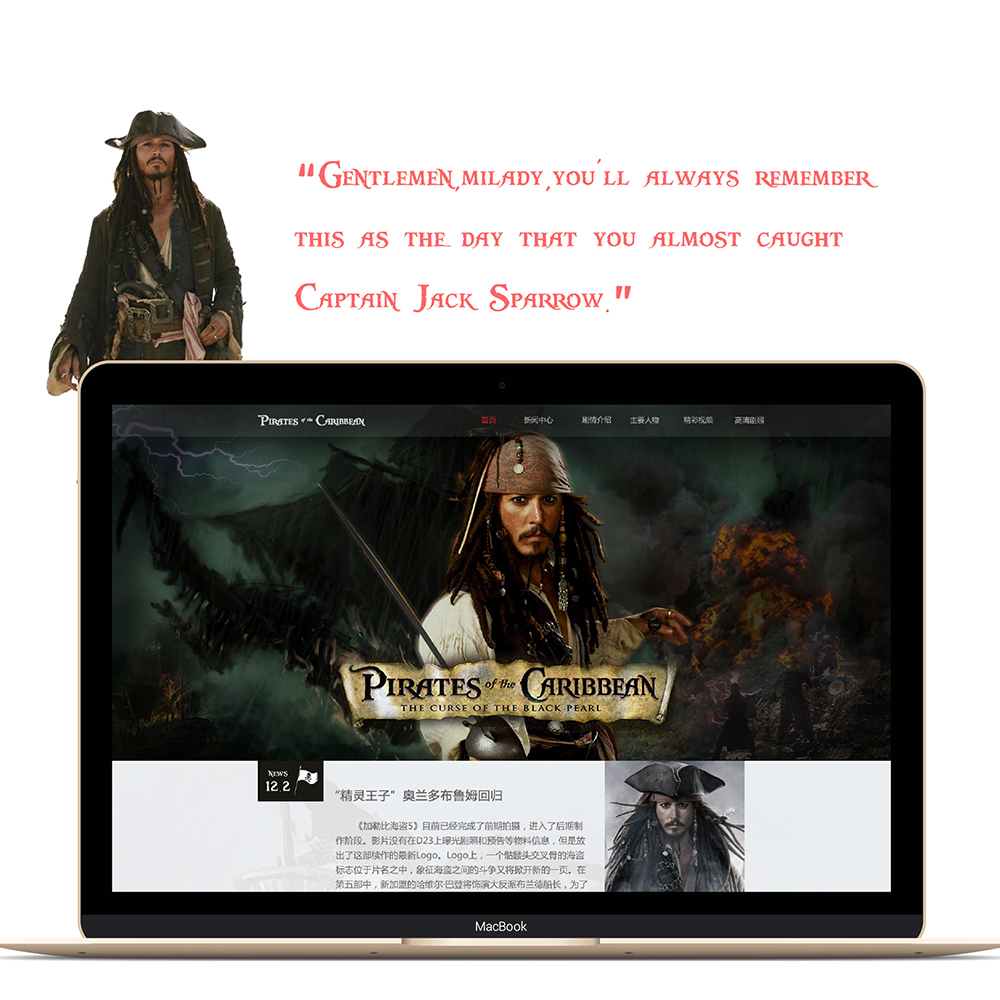 "Gentlemen,milady,you'll always remember
this as the day that you almost caught
Captain Jack Sparrow."
Pirates of the Caribbean
首页 新闻中心 剧情介绍 主要人物 精彩视频 高清剧照
Pirates of the Caribbean
THE CURSE OF THE BLACK PEARL
News
12.2
“精灵王子”奥兰多布鲁姆回归
《加勒比海盗5》目前已经完成了前期拍摄，进入了后期制
作阶段。影片没有在D23上曝光剧照和预告等物料信息，但是放
出了这部续作的最新Logo。Logo上，一个骷髅头交叉骨的海盗
标志位于片名之中，象征海盗之间的斗争又将掀开新的一页。在
第五部中，新加盟的哈维尔·巴登将饰演大反派布兰德船长，为了
MacBook